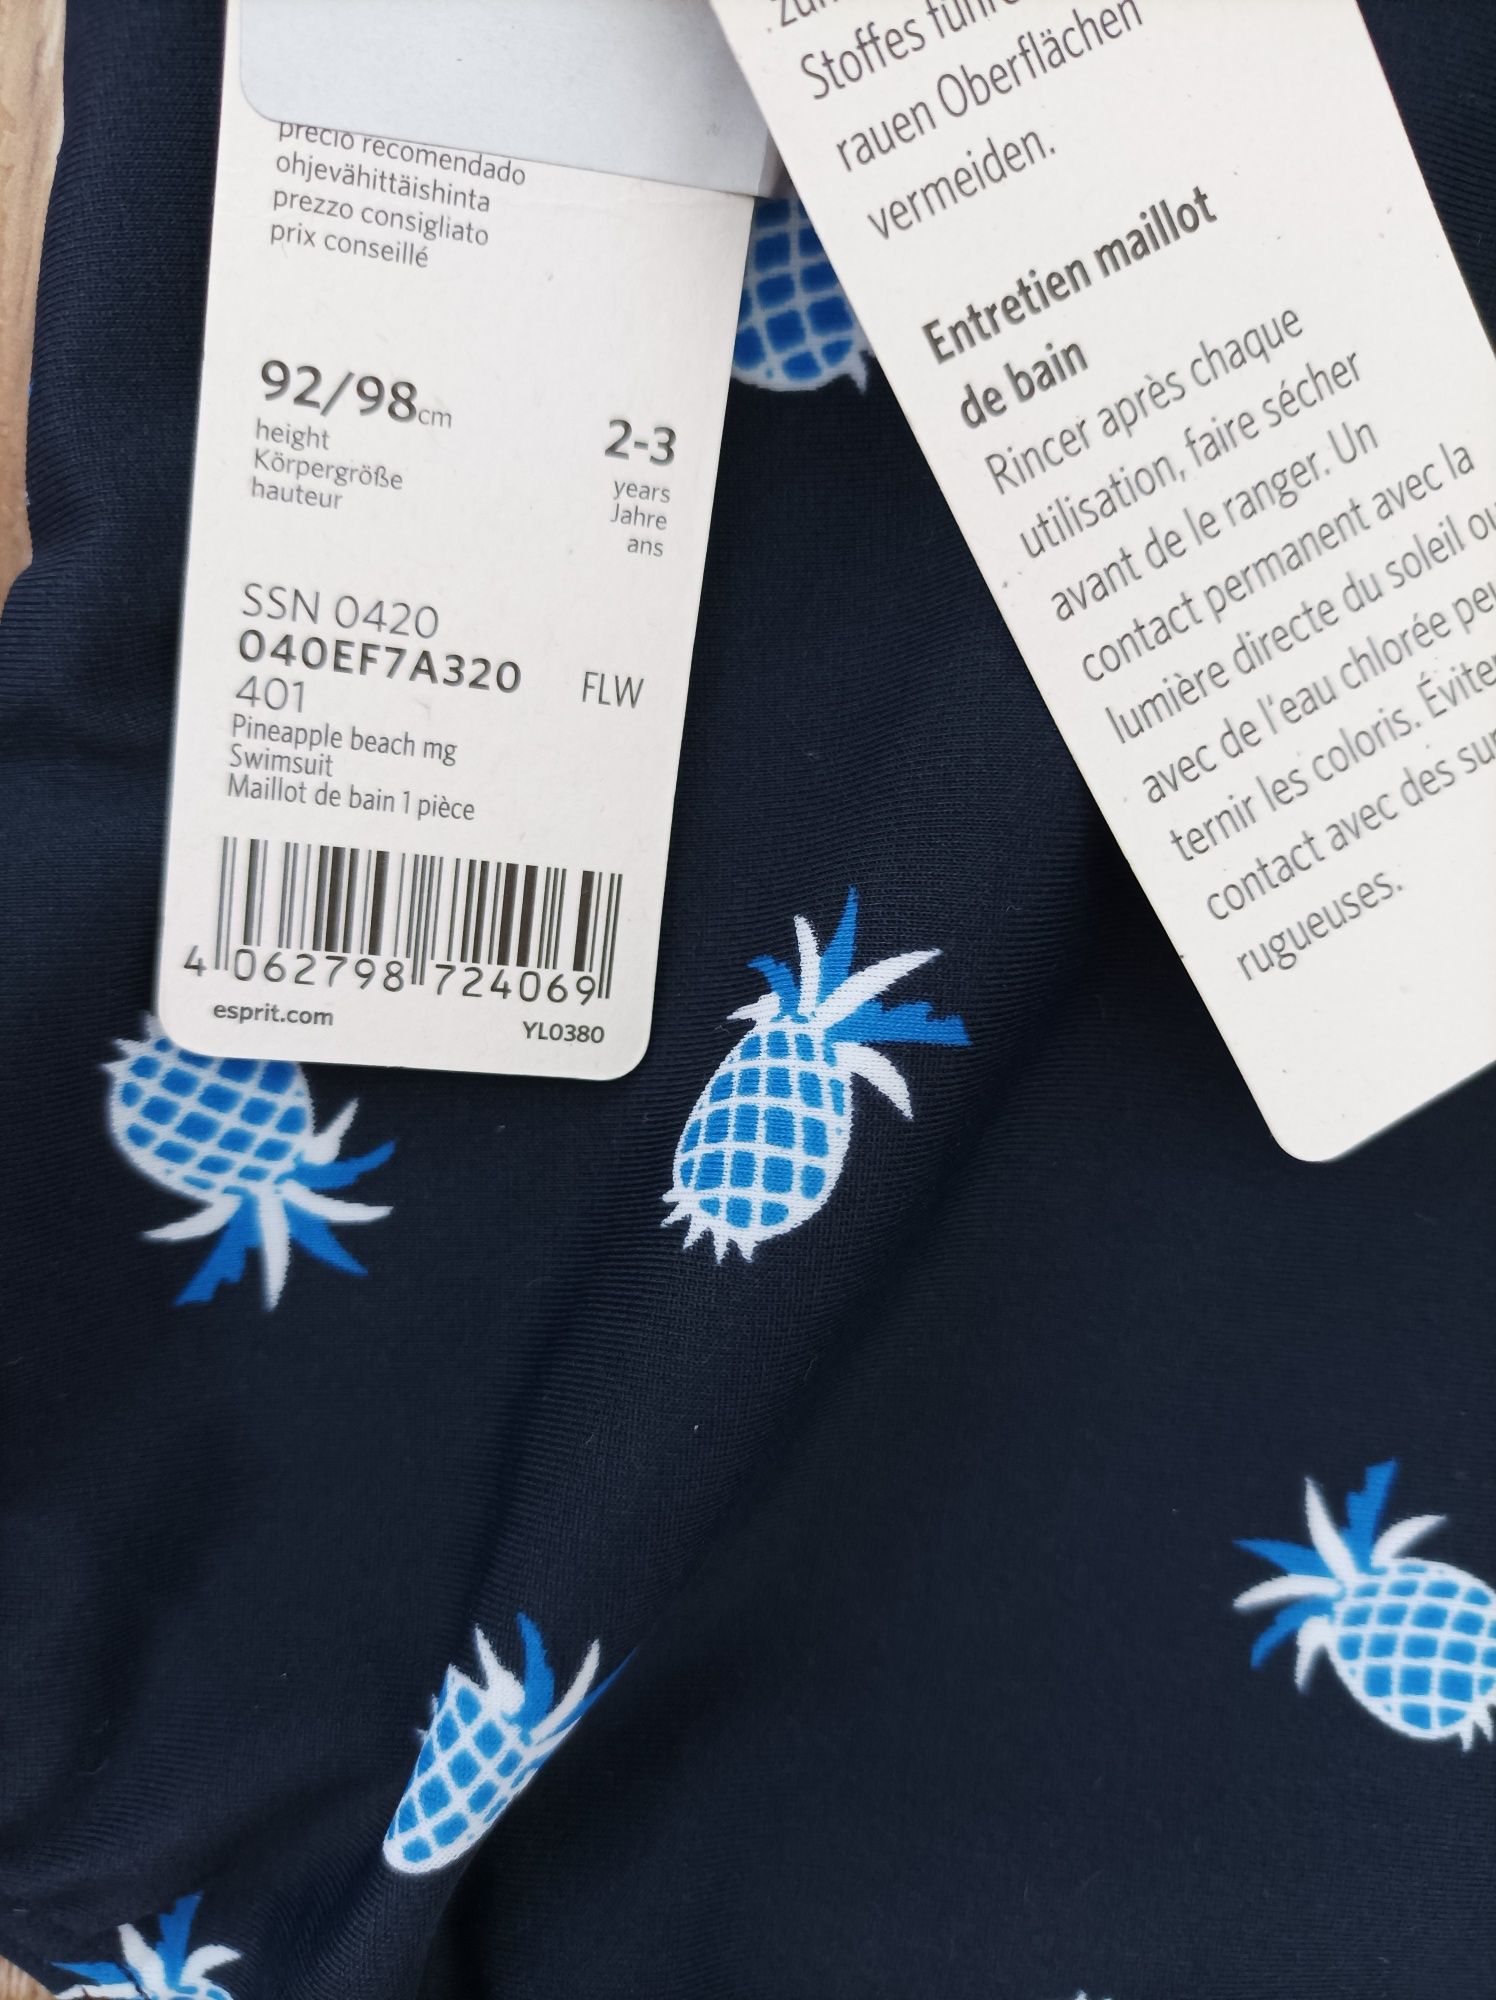 precio recomendado
ohjevähittäishinta
prezzo consigliato
prix conseillé
92/98cm
height
Körpergröße
hauteur
2-3
years
Jahre
ans
SSN 0420
040EF7A320
FLW
401
Pineapple beach mg
Swimsuit
Maillot de bain 1 pièce
4 062798 724069
esprit.com
YL0380
Stoffes
rauen Oberflächen
vermeiden.
Entretien maillot
de bain
Rincer après chaque
utilisation, faire sécher
avant de le ranger. Un
contact permanent avec la
lumière directe du soleil ou
avec de l'eau chlorée
ternir les coloris.
contact avec des
rugueuses.